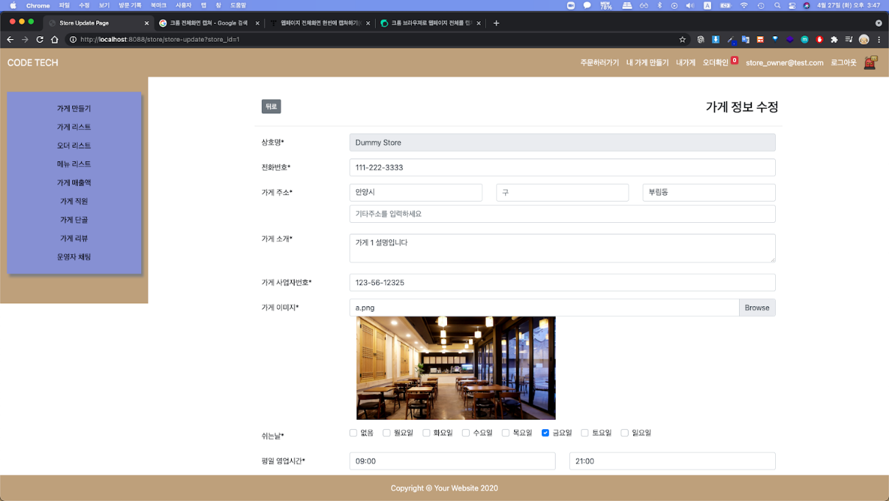 Chrome 파일 수정 보기 방문 기록 북마크 사용자 탭 창 도움말 4월 27일 (화) 오후 3:47
Store Update Page
크롬 전체화면 캡쳐 - Google 검색
웹페이지 전체화면 한번에 캡쳐하기(
크롬 브라우저로 웹페이지 전체를 캡
http://localhost:8088/store/store-update?store_id=1
CODE TECH 주문하러가기 내 가게 만들기 내가게 오더확인 0 store_owner@test.com 로그아웃
가게 만들기
가게 리스트
오더 리스트
메뉴 리스트
가게 매출액
가게 직원
가게 단골
가게 리뷰
운영자 채팅
뒤로 가게 정보 수정
상호명* Dummy Store
전화번호* 111-222-3333
가게 주소* 안양시 구 부림동
기타주소를 입력하세요
가게 소개* 가게 1 설명입니다
가게 사업자번호* 123-56-12325
가게 이미지* a.png Browse
쉬는날* 없음 월요일 화요일 수요일 목요일 금요일 토요일 일요일
평일 영업시간* 09:00 21:00
Copyright © Your Website 2020